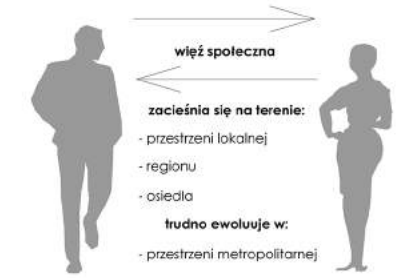 więź społeczna
zacieśnia się na terenie:
- przestrzeni lokalnej
- regionu
- osiedla
trudno ewoluuje w:
- przestrzeni metropolitarnej